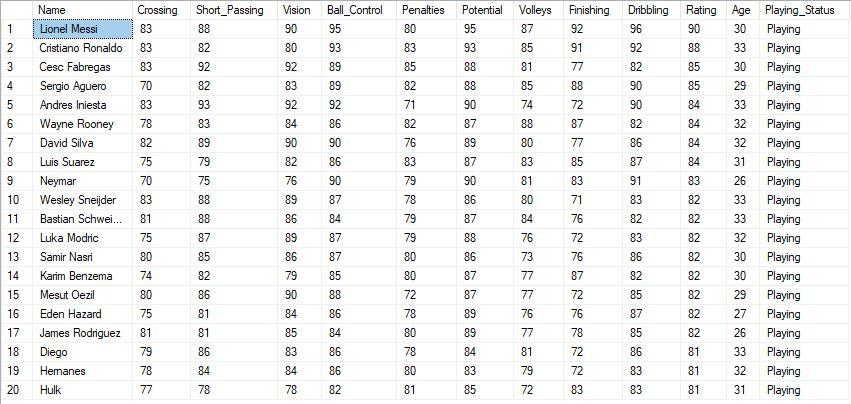 Name Crossing Short_Passing Vision Ball_Control Penalties Potential Volleys Finishing Dribbling Rating Age Playing_Status
1 Lionel Messi 83 88 90 95 80 95 87 92 96 90 30 Playing
2 Cristiano Ronaldo 83 82 80 93 83 93 85 91 92 88 33 Playing
3 Cesc Fabregas 83 92 92 89 85 88 81 77 82 85 30 Playing
4 Sergio Aguero 70 82 83 89 82 88 85 88 90 85 29 Playing
5 Andres Iniesta 83 93 92 92 71 90 74 72 90 84 33 Playing
6 Wayne Rooney 78 83 84 86 82 87 88 87 82 84 32 Playing
7 David Silva 82 89 90 90 76 89 80 77 86 84 32 Playing
8 Luis Suarez 75 79 82 86 83 87 83 85 87 84 31 Playing
9 Neymar 70 75 76 90 79 90 81 83 91 83 26 Playing
10 Wesley Sneijder 83 88 89 87 78 86 80 71 83 82 33 Playing
11 Bastian Schwei... 81 88 86 84 79 87 84 76 82 82 33 Playing
12 Luka Modric 75 87 89 87 79 88 76 72 83 82 32 Playing
13 Samir Nasri 80 85 86 87 80 86 73 76 86 82 30 Playing
14 Karim Benzema 74 82 79 85 80 87 77 87 82 82 30 Playing
15 Mesut Oezil 80 86 90 88 72 87 77 72 85 82 29 Playing
16 Eden Hazard 75 81 84 86 78 89 76 76 87 82 27 Playing
17 James Rodriguez 81 81 85 84 80 89 77 78 85 82 26 Playing
18 Diego 79 86 83 86 78 84 81 72 86 81 33 Playing
19 Hernanes 78 84 84 86 80 83 79 72 83 81 32 Playing
20 Hulk 77 78 78 82 81 85 72 83 83 81 31 Playing